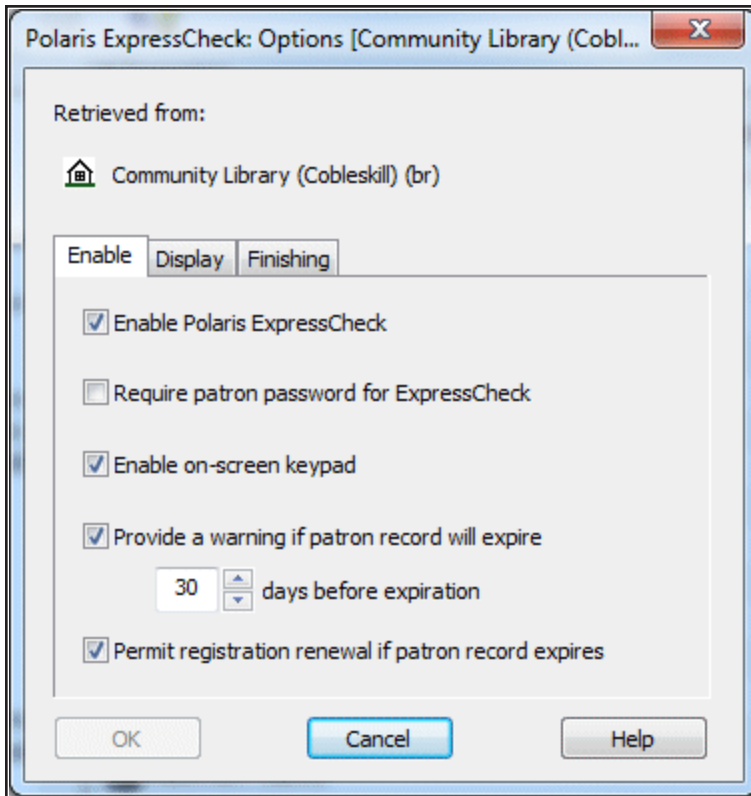 Polaris ExpressCheck: Options [Community Library (Cobl...
Retrieved from:
Community Library (Cobleskill) (br)
Enable Display Finishing
Enable Polaris ExpressCheck
Require patron password for ExpressCheck
Enable on-screen keypad
Provide a warning if patron record will expire
30 days before expiration
Permit registration renewal if patron record expires
OK Cancel Help